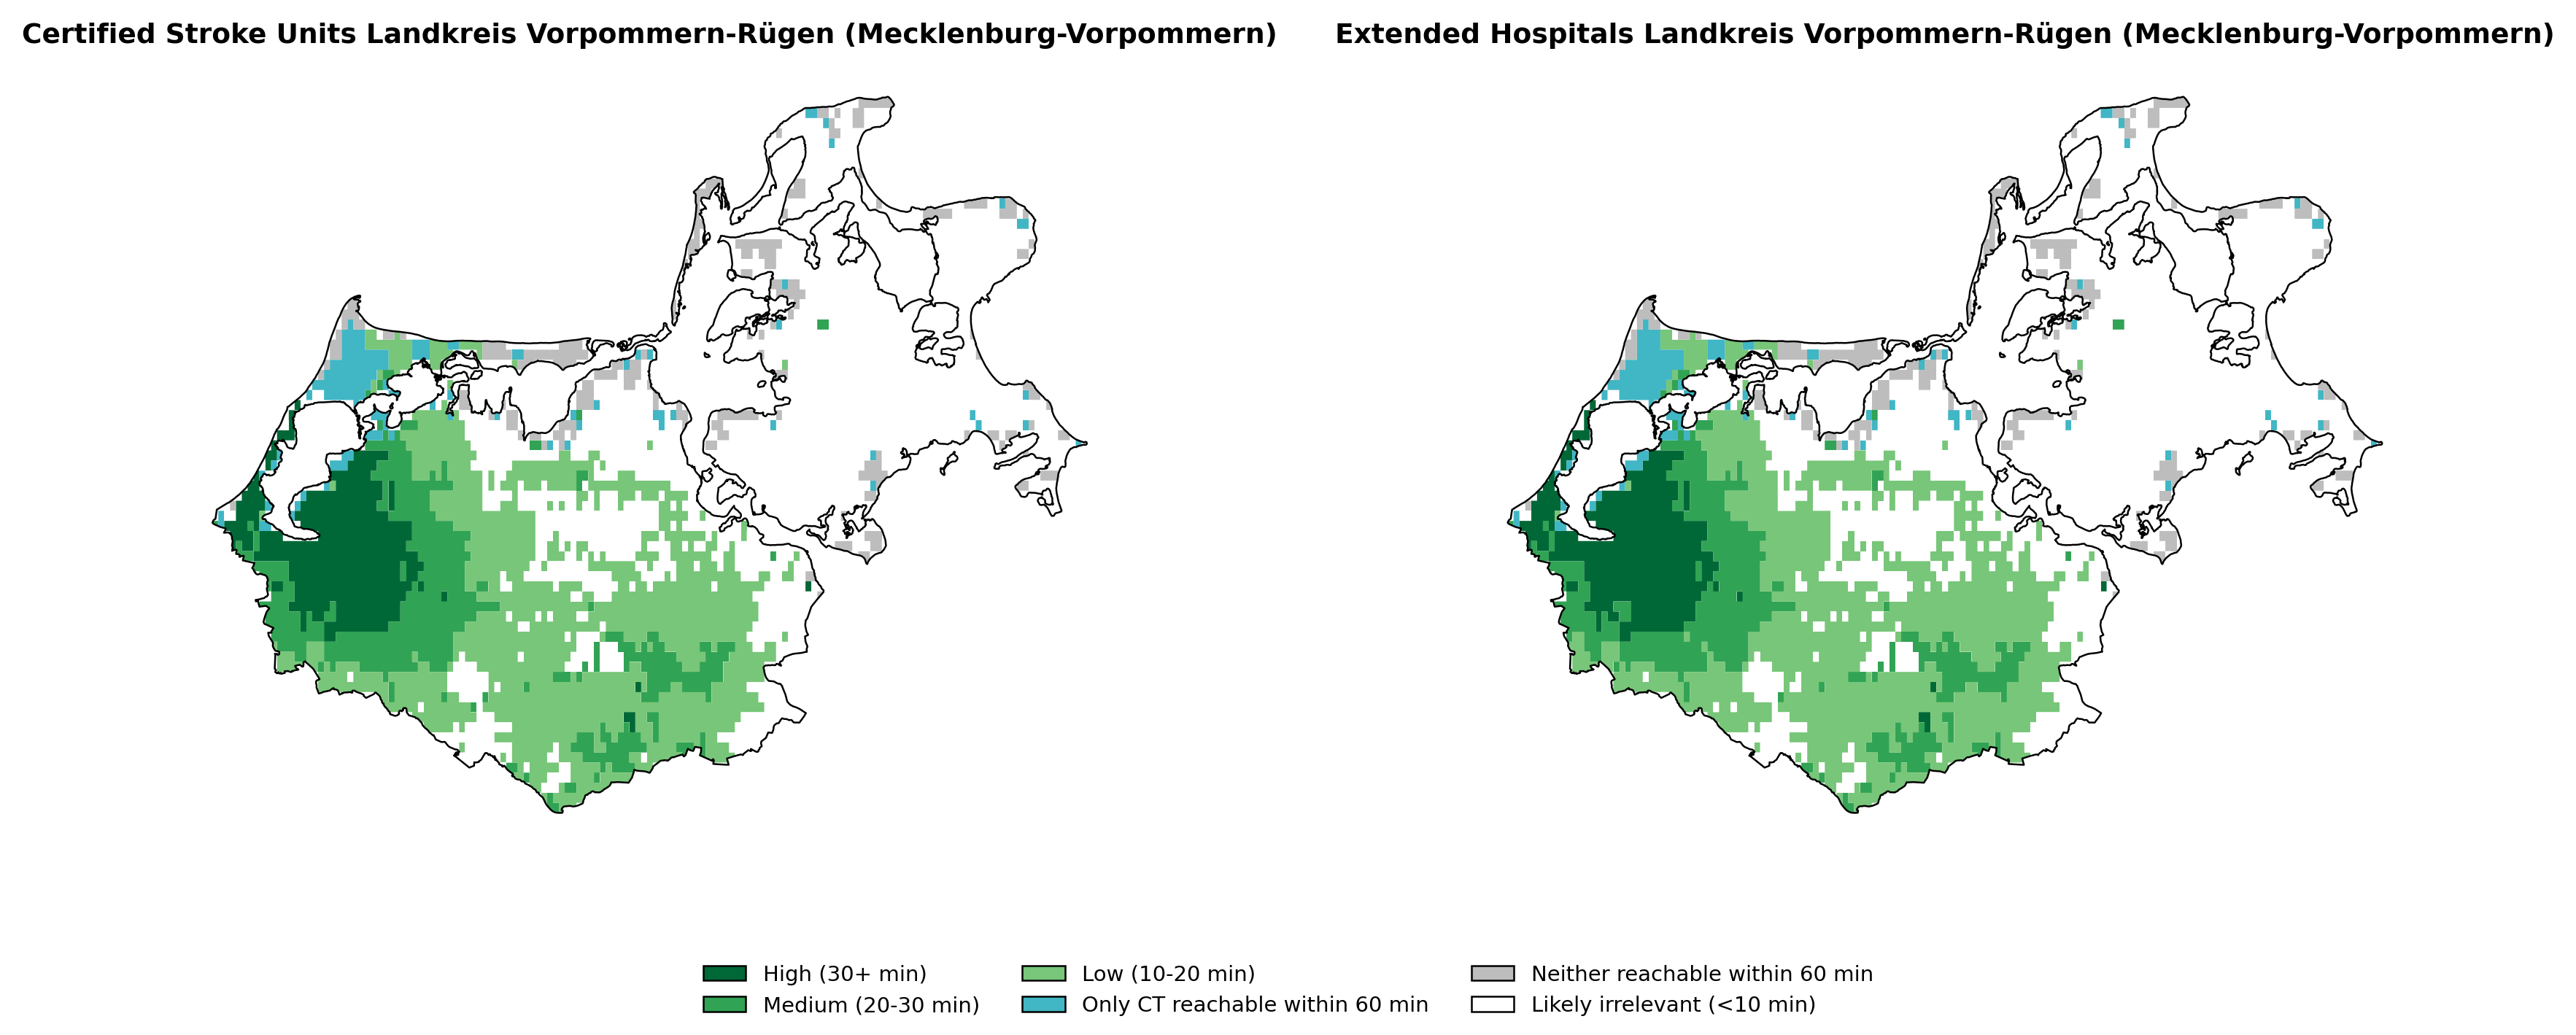 Certified Stroke Units Landkreis Vorpommern-Rügen (Mecklenburg-Vorpommern)
Extended Hospitals Landkreis Vorpommern-Rügen (Mecklenburg-Vorpommern)
High (30+ min)
Medium (20-30 min)
Low (10-20 min)
Only CT reachable within 60 min
Neither reachable within 60 min
Likely irrelevant (<10 min)